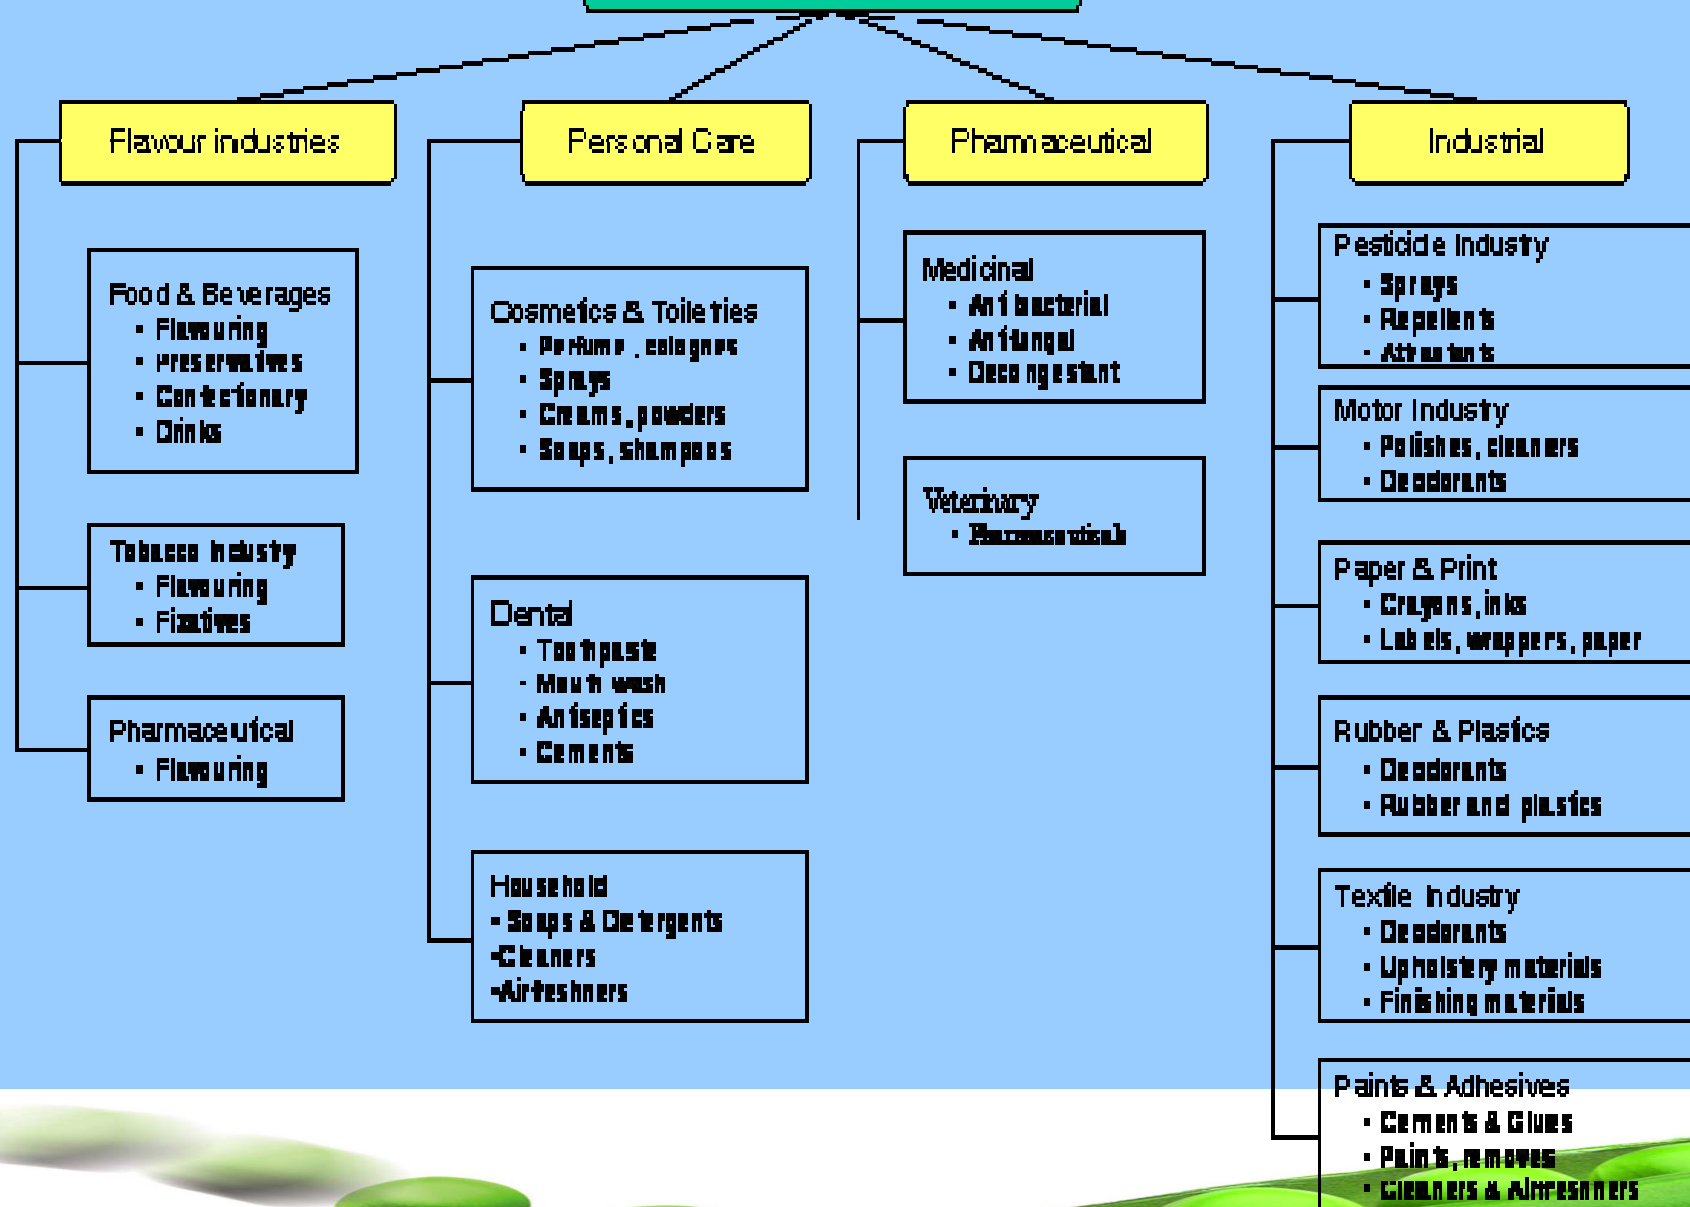 Flavour industries
Food & Beverages
• Flavouring
• Preservatives
• Confectionary
• Drinks
Tobacco Industry
• Flavouring
• Fixatives
Pharmaceutical
• Flavouring
Personal Care
Cosmetics & Toiletries
• Perfume, colognes
• Sprays
• Creams, powders
• Soaps, shampoos
Dental
• Toothpaste
• Mouth wash
• Antiseptics
• Cements
Household
• Soaps & Detergents
•Cleaners
•Airfreshners
Pharmaceutical
Medicinal
• Antibacterial
• Antifungal
• Decongestant
Veterinary
• Pharmaceuticals
Industrial
Pesticide Industry
• Sprays
• Repellents
• Attractants
Motor Industry
• Polishes, cleaners
• Deodorants
Paper & Print
• Crayons, inks
• Labels, wrappers, paper
Rubber & Plastics
• Deodorants
• Rubber and plastics
Textile Industry
• Deodorants
• Upholstery materials
• Finishing materials
Paints & Adhesives
• Cements & Glues
• Paints, removes
• Cleaners & Airfreshners